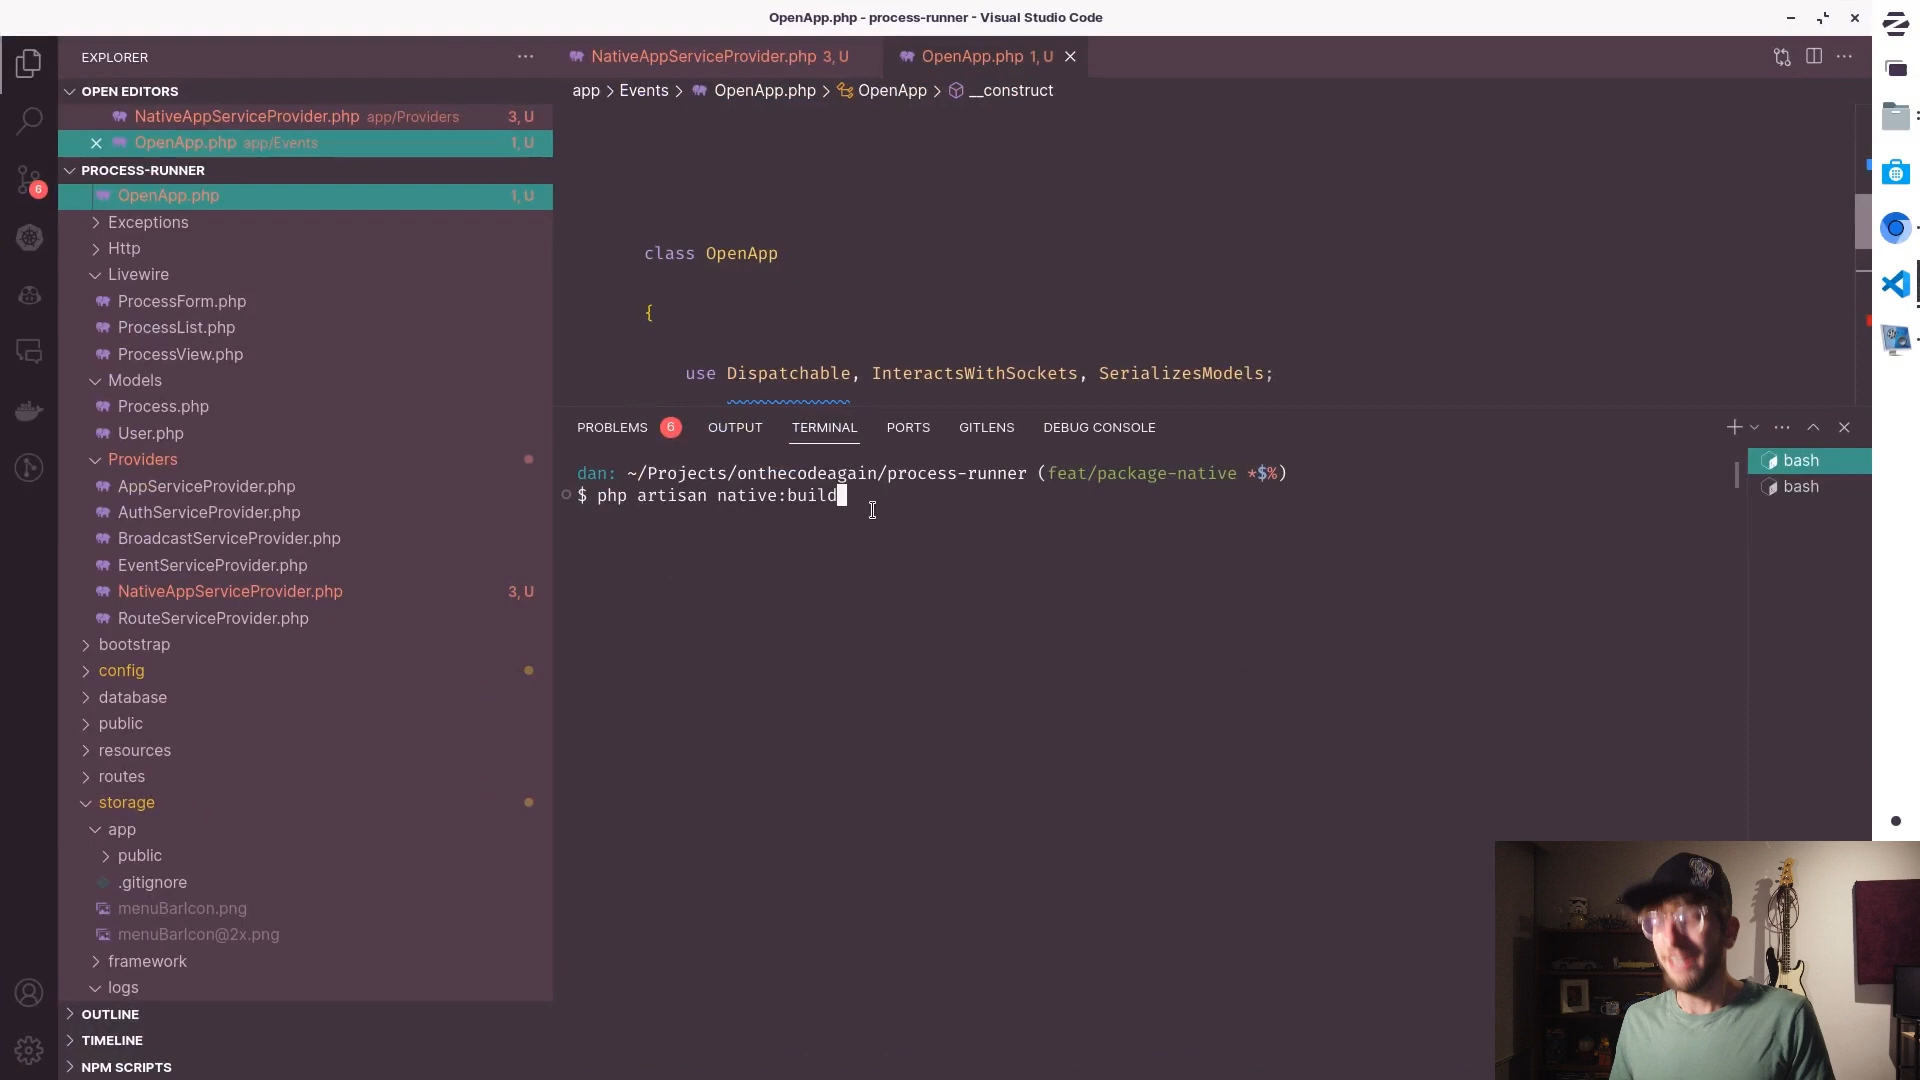 OpenApp.php - process-runner - Visual Studio Code
EXPLORER
OPEN EDITORS
NativeAppServiceProvider.php app/Providers 3, U
OpenApp.php app/Events 1, U
PROCESS-RUNNER
OpenApp.php 1, U
Exceptions
Http
Livewire
ProcessForm.php
ProcessList.php
ProcessView.php
Models
Process.php
User.php
Providers
AppServiceProvider.php
AuthServiceProvider.php
BroadcastServiceProvider.php
EventServiceProvider.php
NativeAppServiceProvider.php 3, U
RouteServiceProvider.php
bootstrap
config
database
public
resources
routes
storage
app
public
.gitignore
menuBarIcon.png
menuBarIcon@2x.png
framework
logs
OUTLINE
TIMELINE
NPM SCRIPTS
6
NativeAppServiceProvider.php 3, U
OpenApp.php 1, U
app > Events > OpenApp.php > OpenApp > __construct
class OpenApp
{
use Dispatchable, InteractsWithSockets, SerializesModels;
PROBLEMS 6 OUTPUT TERMINAL PORTS GITLENS DEBUG CONSOLE
dan: ~/Projects/onthecodeagain/process-runner (feat/package-native *$%)
$ php artisan native:build
bash
bash